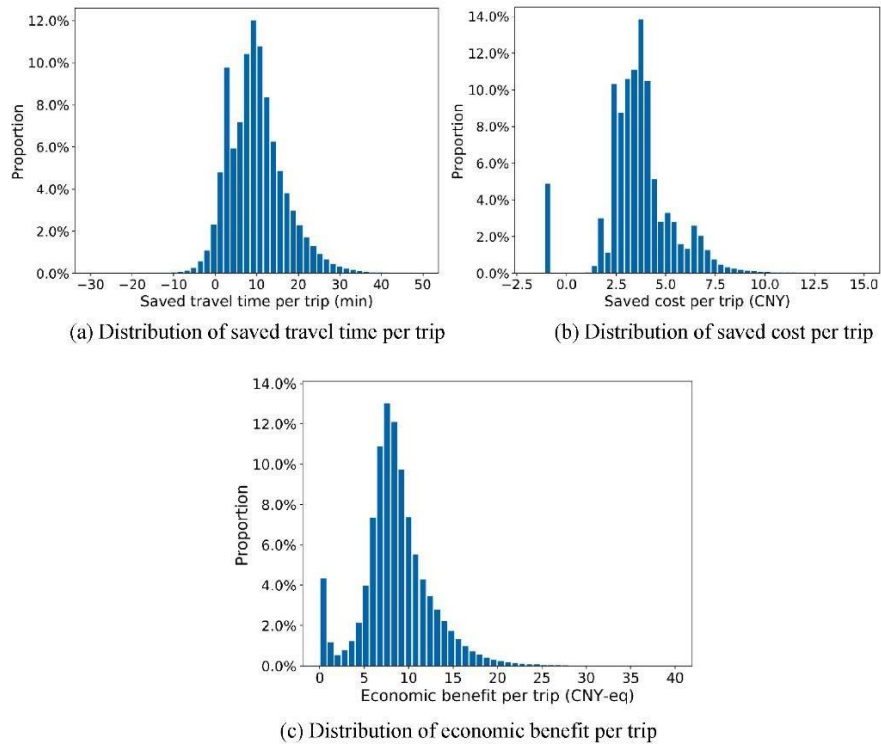 12.0%
10.0%
8.0%
6.0%
4.0%
2.0%
0.0%
Proportion
−30 −20 −10 0 10 20 30 40 50
Saved travel time per trip (min)
(a) Distribution of saved travel time per trip
14.0%
12.0%
10.0%
8.0%
6.0%
4.0%
2.0%
0.0%
Proportion
−2.5 0.0 2.5 5.0 7.5 10.0 12.5 15.0
Saved cost per trip (CNY)
(b) Distribution of saved cost per trip
14.0%
12.0%
10.0%
8.0%
6.0%
4.0%
2.0%
0.0%
Proportion
0 5 10 15 20 25 30 35 40
Economic benefit per trip (CNY-eq)
(c) Distribution of economic benefit per trip